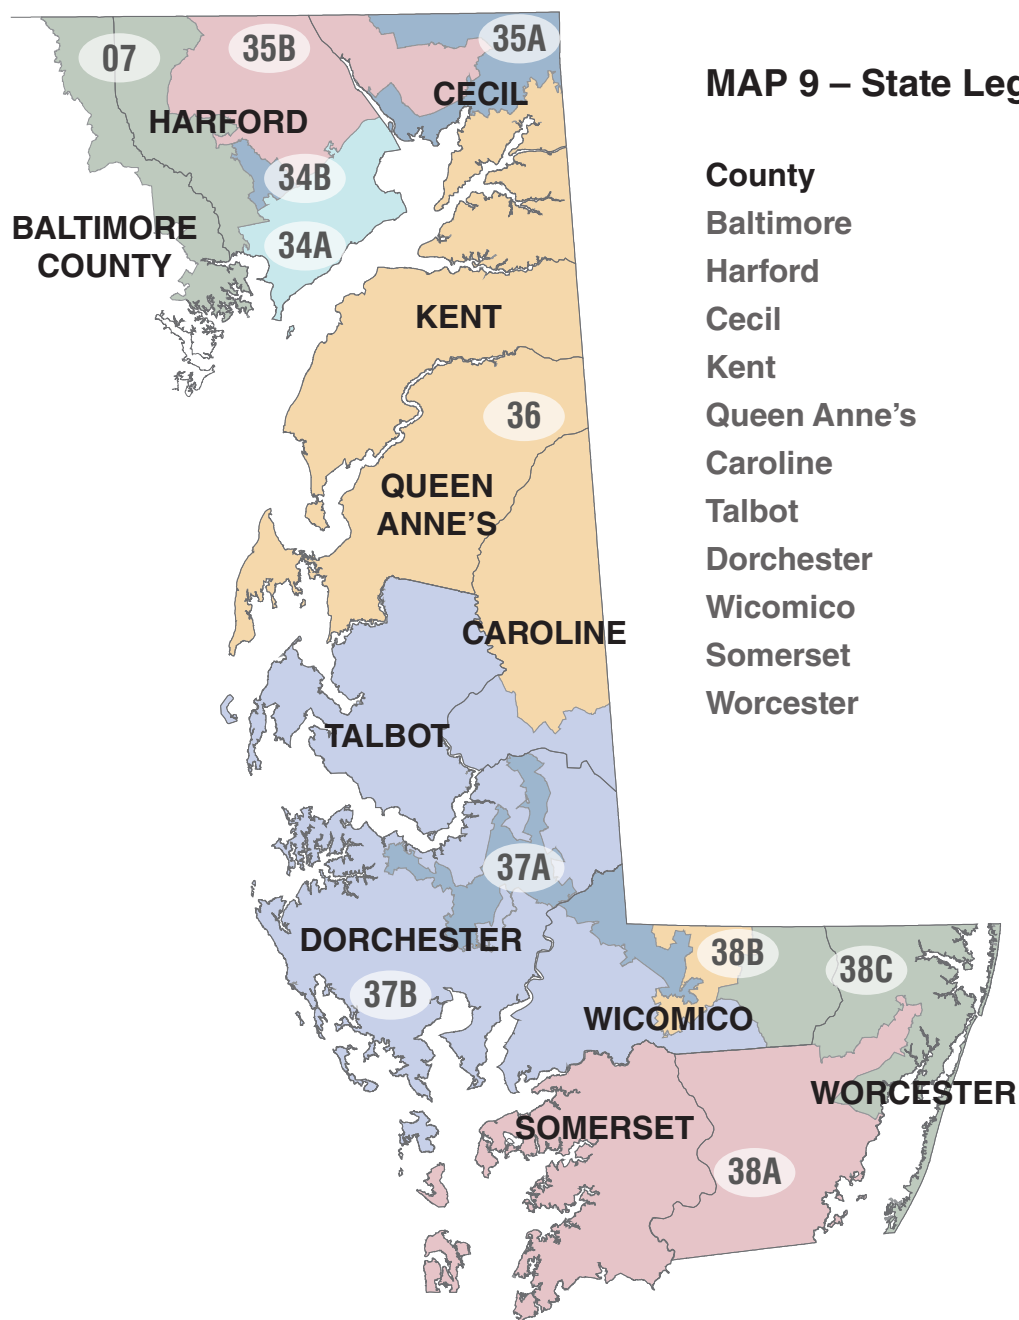 07
35B
35A
CECIL
HARFORD
34B
34A
BALTIMORE
COUNTY
KENT
36
QUEEN
ANNE’S
CAROLINE
TALBOT
37A
DORCHESTER
37B
38B
38C
WICOMICO
WORCESTER
SOMERSET
38A
MAP 9 – State Leg
County
Baltimore
Harford
Cecil
Kent
Queen Anne’s
Caroline
Talbot
Dorchester
Wicomico
Somerset
Worcester